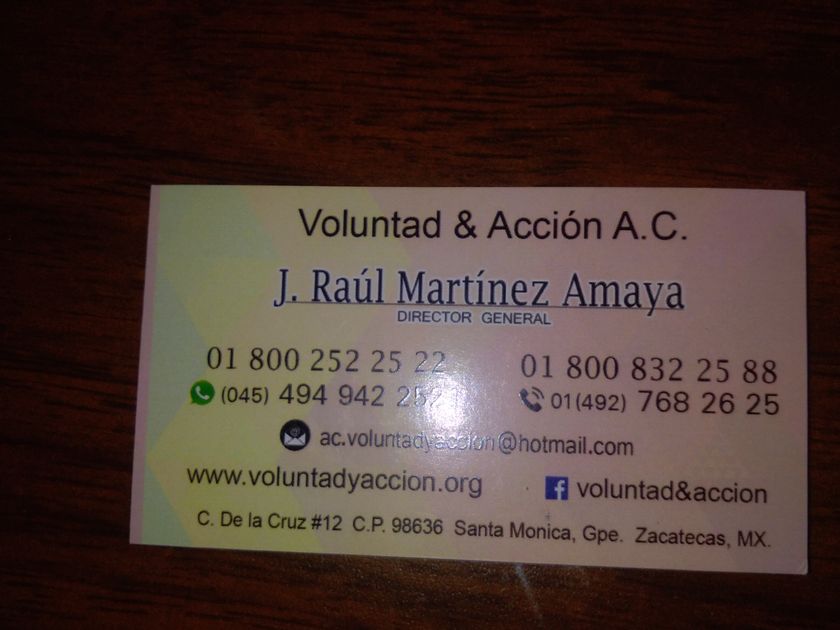 Voluntad & Acción A.C.
J. Raúl Martínez Amaya
DIRECTOR GENERAL
01 800 252 25 22
01 800 832 25 88
(045) 494 942
01 (492) 768 26 25
ac.voluntadyaccion@hotmail.com
www.voluntadyaccion.org
voluntad&accion
C. De la Cruz #12 C.P. 98636 Santa Monica, Gpe. Zacatecas, MX.